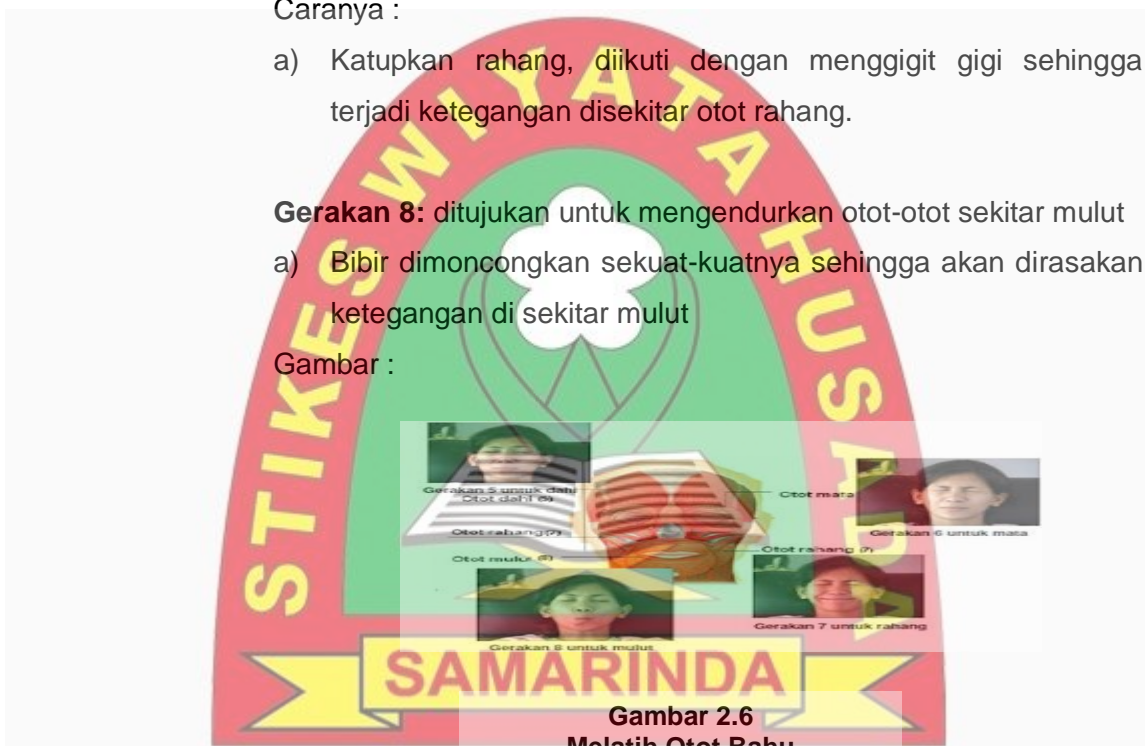 Caranya :
a) Katupkan rahang, diikuti dengan menggigit gigi sehingga
terjadi ketegangan disekitar otot rahang.
Gerakan 8: ditujukan untuk mengendurkan otot-otot sekitar mulut
a) Bibir dimoncongkan sekuat-kuatnya sehingga akan dirasakan
ketegangan di sekitar mulut
Gambar :
Gerakan 5 untuk dahi
Otot dahi (5)
Otot mata
Otot rahang(7)
Gerakan 6 untuk mata
Otot mulut (8)
Otot rahang (7)
Gerakan 7 untuk rahang
Gerakan 8 untuk mulut
STIKES WIYATA HUSADA
SAMARINDA
Gambar 2.6
Melatih Otot Bahu